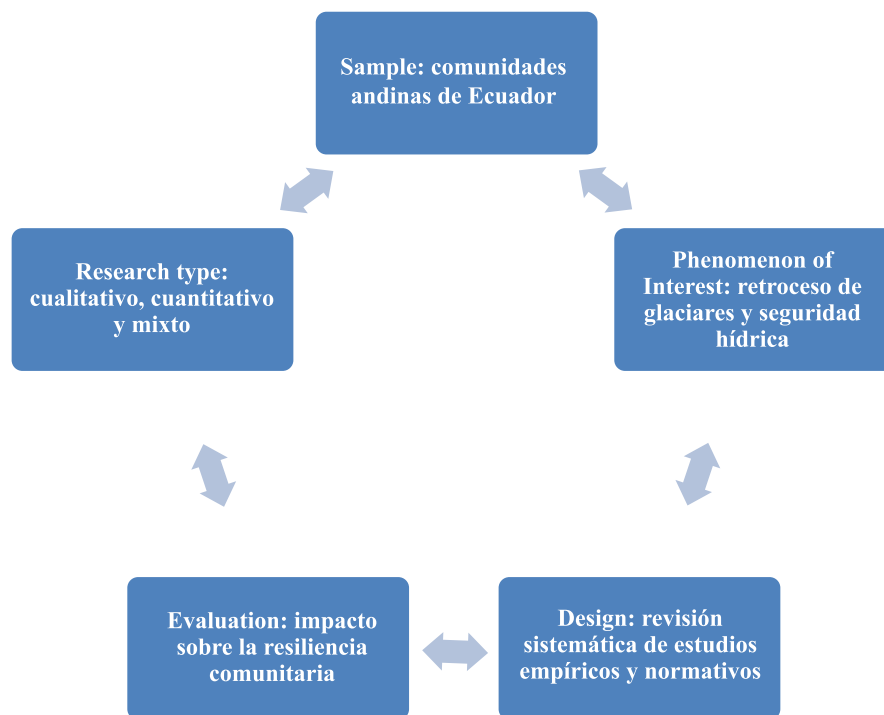 Sample: comunidades
andinas de Ecuador
Phenomenon of
Interest: retroceso de
glaciares y seguridad
hídrica
Design: revisión
sistemática de estudios
empíricos y normativos
Evaluation: impacto
sobre la resiliencia
comunitaria
Research type:
cualitativo, cuantitativo
y mixto